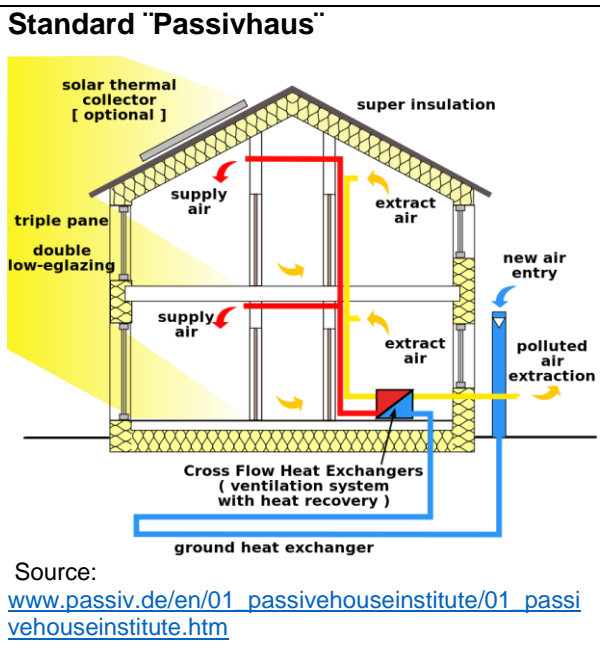 Standard ¨Passivhaus¨
solar thermal
collector
[ optional ]
super insulation
supply
air
extract
air
triple pane
double
low-eglazing
new air
entry
supply
air
extract
air
polluted
air
extraction
Cross Flow Heat Exchangers
( ventilation system
with heat recovery )
ground heat exchanger
Source:
www.passiv.de/en/01_passivehouseinstitute/01_passi
vehouseinstitute.htm